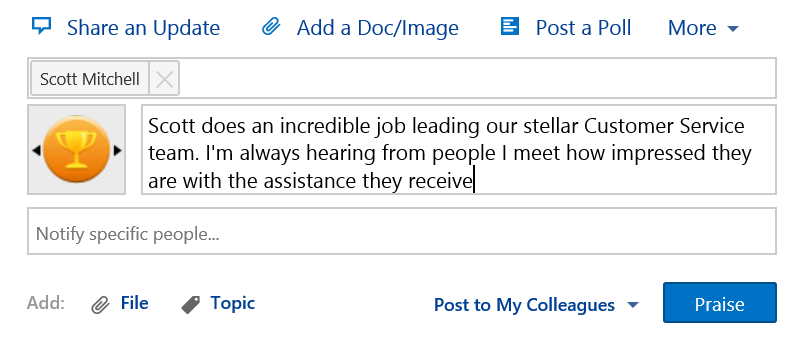 Share an Update Add a Doc/Image Post a Poll More
Scott Mitchell
Scott does an incredible job leading our stellar Customer Service
team. I'm always hearing from people I meet how impressed they
are with the assistance they receive
Notify specific people...
Add: File Topic Post to My Colleagues Praise